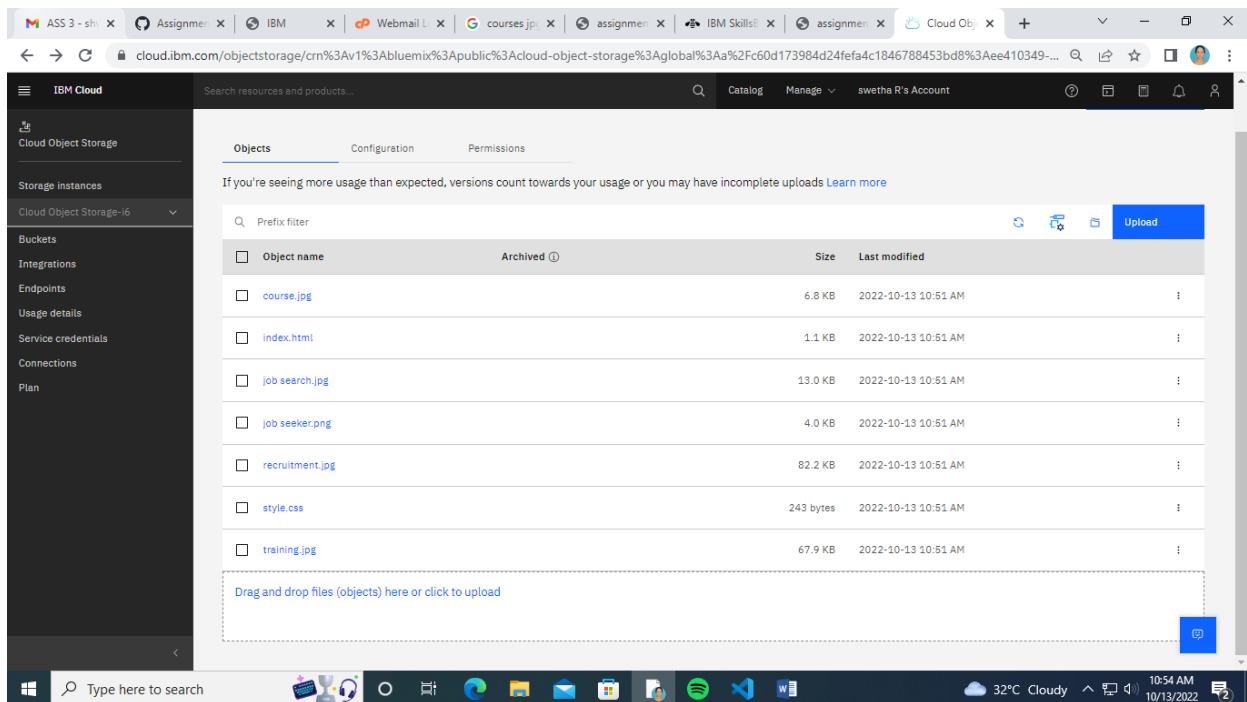 ASS 3 - sh
Assignmen
IBM
Webmail L
courses jp
assignmen
IBM Skills
assignmen
Cloud Obj
cloud.ibm.com/objectstorage/crn%3Av1%3Abluemix%3Apublic%3Acloud-object-storage%3Aglobal%3Aa%2Fc60d173984d24fefa4c1846788453bd8%3Aee410349-...
IBM Cloud
Search resources and products...
Catalog
Manage
swetha R's Account
Cloud Object Storage
Storage instances
Cloud Object Storage-i6
Buckets
Integrations
Endpoints
Usage details
Service credentials
Connections
Plan
Objects
Configuration
Permissions
If you're seeing more usage than expected, versions count towards your usage or you may have incomplete uploads Learn more
Prefix filter
Upload
Object name Archived Size Last modified
course.jpg 6.8 KB 2022-10-13 10:51 AM
index.html 1.1 KB 2022-10-13 10:51 AM
job search.jpg 13.0 KB 2022-10-13 10:51 AM
job seeker.png 4.0 KB 2022-10-13 10:51 AM
recruitment.jpg 82.2 KB 2022-10-13 10:51 AM
style.css 243 bytes 2022-10-13 10:51 AM
training.jpg 67.9 KB 2022-10-13 10:51 AM
Drag and drop files (objects) here or click to upload
Type here to search
32°C Cloudy
10:54 AM
10/13/2022
2